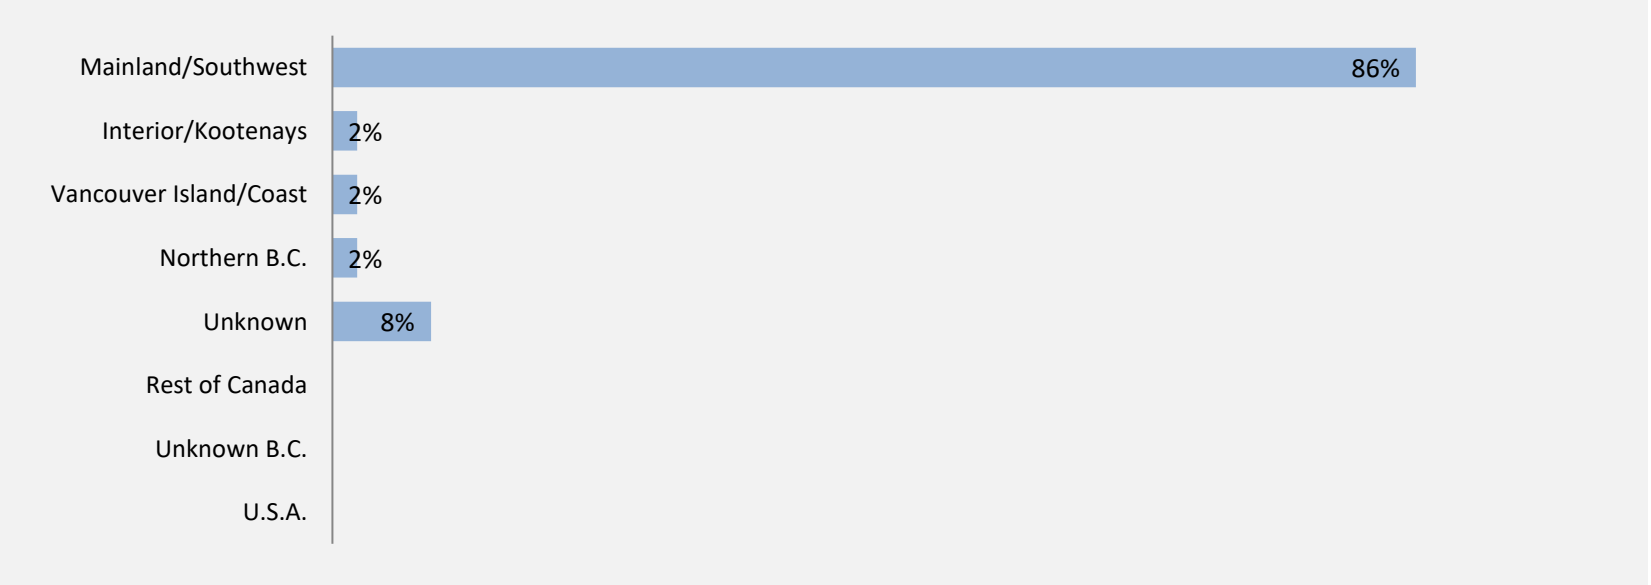 Mainland/Southwest 86%
Interior/Kootenays 2%
Vancouver Island/Coast 2%
Northern B.C. 2%
Unknown 8%
Rest of Canada
Unknown B.C.
U.S.A.